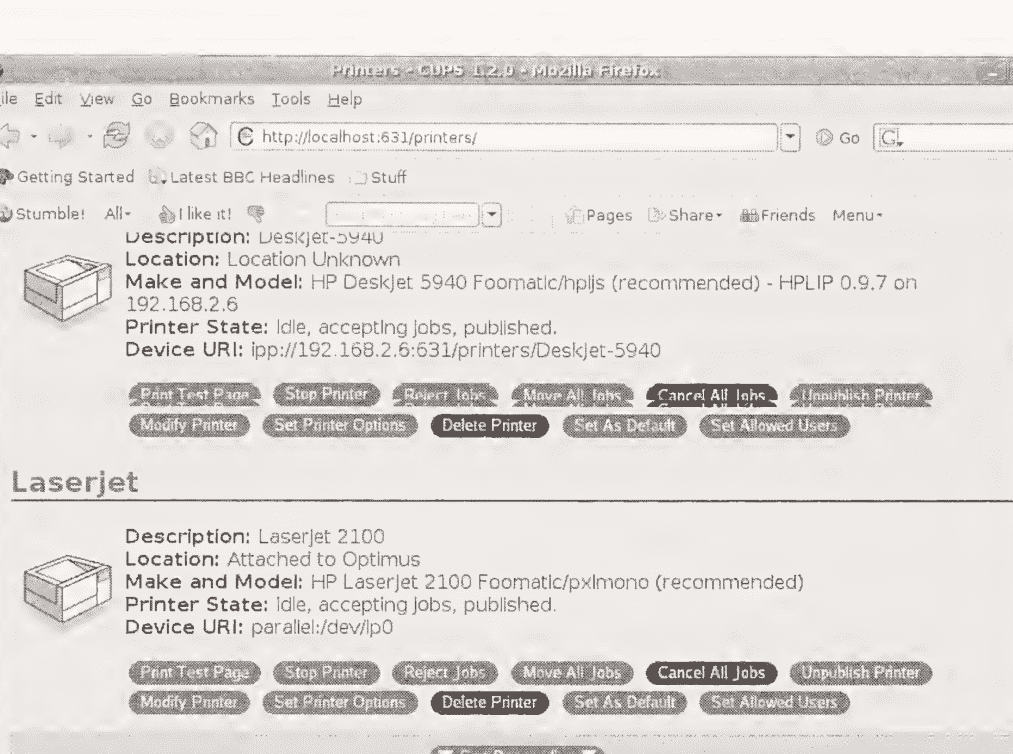 Printers - CUPS 1.2.0 - Mozilla Firefox
ile Edit View Go Bookmarks Tools Help
http://localhost:631/printers/ Go
Getting Started Latest BBC Headlines Stuff
Stumble! All I like it! Pages Share Friends Menu
Description: Deskjet-5940
Location: Location Unknown
Make and Model: HP DeskJet 5940 Foomatic/hpijs (recommended) - HPLIP 0.9.7 on
192.168.2.6
Printer State: idle, accepting jobs, published.
Device URI: ipp://192.168.2.6:631/printers/Deskjet-5940
Print Test Page Stop Printer Reject Jobs Move All Jobs Cancel All Jobs Unpublish Printer
Modify Printer Set Printer Options Delete Printer Set As Default Set Allowed Users
Laserjet
Description: Laserjet 2100
Location: Attached to Optimus
Make and Model: HP LaserJet 2100 Foomatic/pxlmono (recommended)
Printer State: idle, accepting jobs, published.
Device URI: parallel:/dev/lp0
Print Test Page Stop Printer Reject Jobs Move All Jobs Cancel All Jobs Unpublish Printer
Modify Printer Set Printer Options Delete Printer Set As Default Set Allowed Users